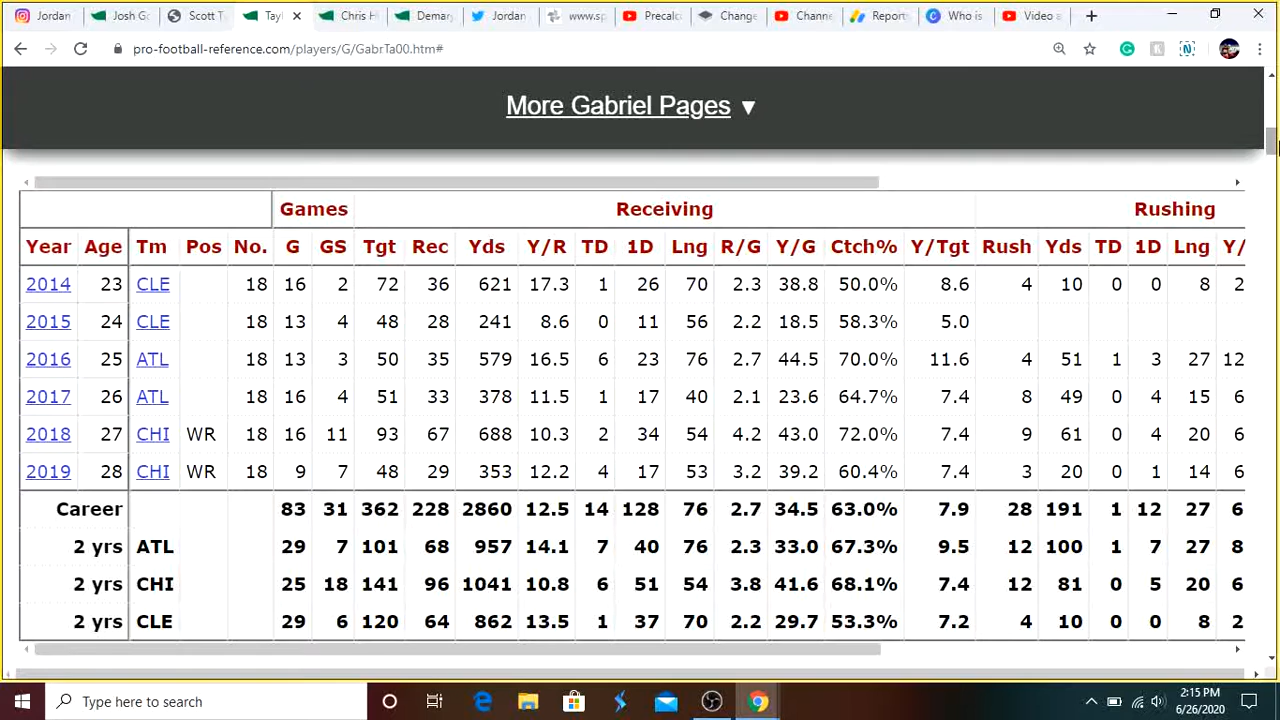 Jordan
Josh Go
Scott T
Tayl
Chris H
Demar
Jordan
www.sp
Precalc
Change
Chann
Report
Who is
Video a
pro-football-reference.com/players/G/GabrTa00.htm#
More Gabriel Pages ▼
Games Receiving Rushing
Year Age Tm Pos No. G GS Tgt Rec Yds Y/R TD 1D Lng R/G Y/G Ctch% Y/Tgt Rush Yds TD 1D Lng Y/
2014 23 CLE 18 16 2 72 36 621 17.3 1 26 70 2.3 38.8 50.0% 8.6 4 10 0 0 8 2
2015 24 CLE 18 13 4 48 28 241 8.6 0 11 56 2.2 18.5 58.3% 5.0
2016 25 ATL 18 13 3 50 35 579 16.5 6 23 76 2.7 44.5 70.0% 11.6 4 51 1 3 27 12
2017 26 ATL 18 16 4 51 33 378 11.5 1 17 40 2.1 23.6 64.7% 7.4 8 49 0 4 15 6
2018 27 CHI WR 18 16 11 93 67 688 10.3 2 34 54 4.2 43.0 72.0% 7.4 9 61 0 4 20 6
2019 28 CHI WR 18 9 7 48 29 353 12.2 4 17 53 3.2 39.2 60.4% 7.4 3 20 0 1 14 6
Career 83 31 362 228 2860 12.5 14 128 76 2.7 34.5 63.0% 7.9 28 191 1 12 27 6
2 yrs ATL 29 7 101 68 957 14.1 7 40 76 2.3 33.0 67.3% 9.5 12 100 1 7 27 8
2 yrs CHI 25 18 141 96 1041 10.8 6 51 54 3.8 41.6 68.1% 7.4 12 81 0 5 20 6
2 yrs CLE 29 6 120 64 862 13.5 1 37 70 2.2 29.7 53.3% 7.2 4 10 0 0 8 2
Type here to search
2:15 PM
6/26/2020